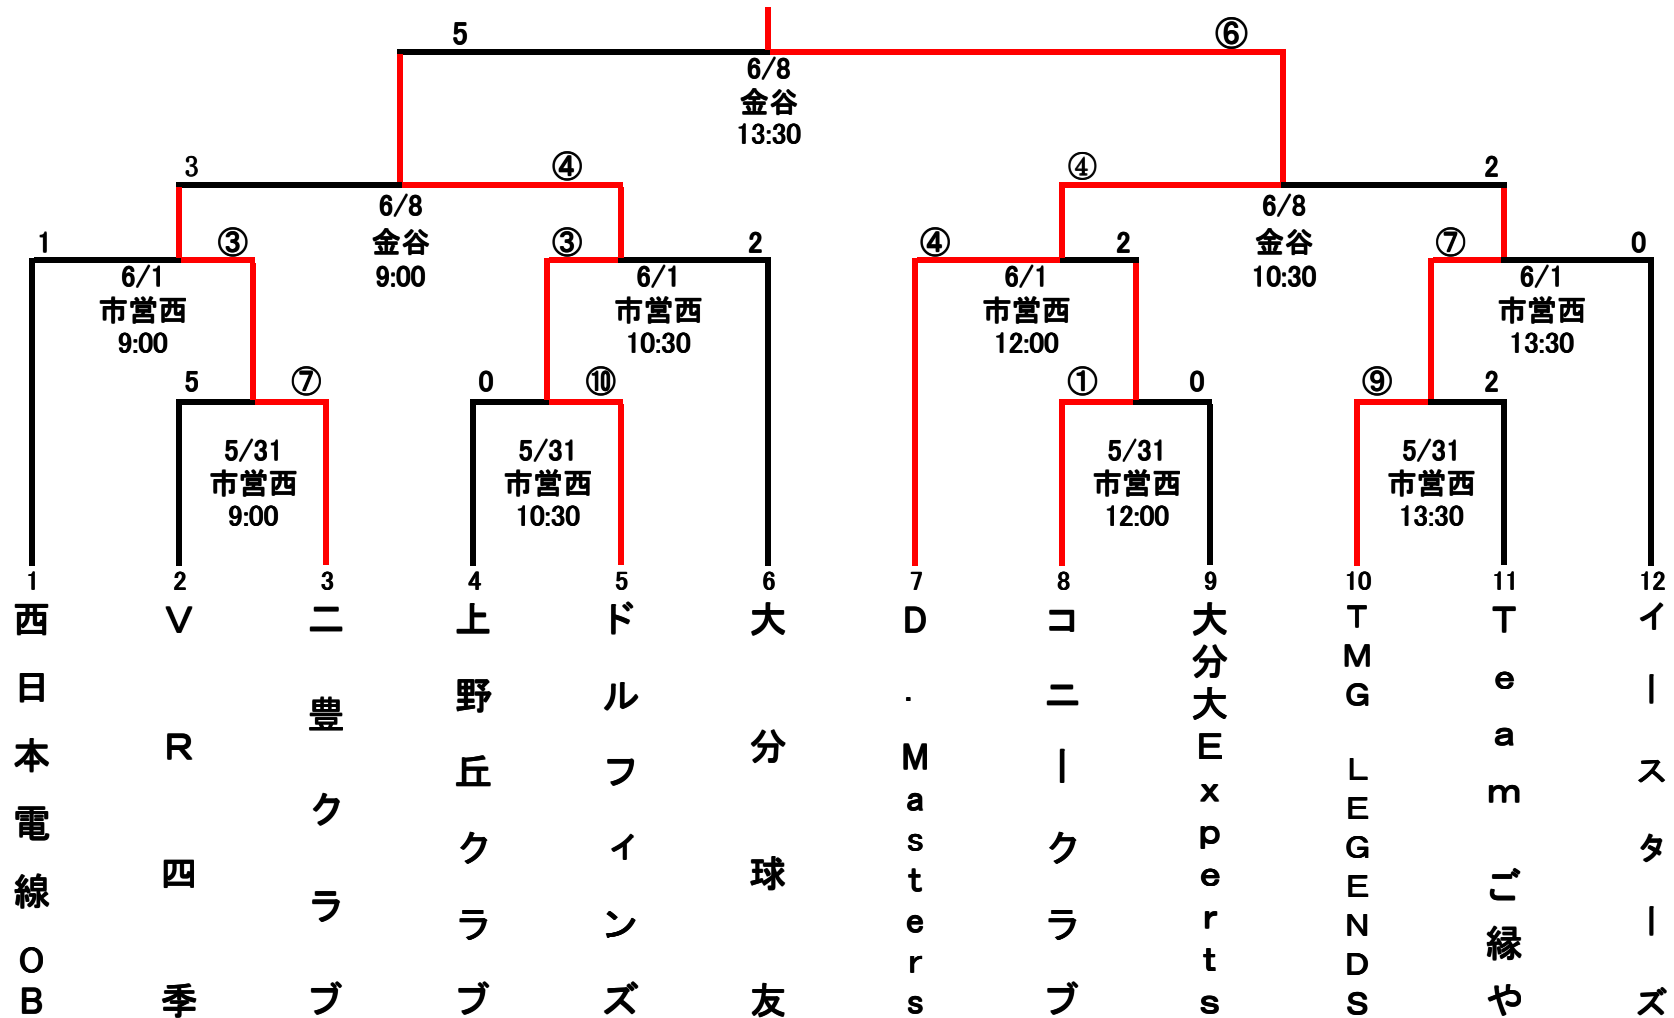 5 ⑥
6/8
金谷
13:30
3 ④ ④ 2
6/8
金谷
9:00
6/8
金谷
10:30
1 ③ ③ 2 ④ 2 ⑦ 0
6/1
市営西
9:00
6/1
市営西
10:30
6/1
市営西
12:00
6/1
市営西
13:30
5 ⑦ 0 ⑩ ① 0 ⑨ 2
5/31
市営西
9:00
5/31
市営西
10:30
5/31
市営西
12:00
5/31
市営西
13:30
1 2 3 4 5 6 7 8 9 10 11 12
西日本電線OB
VR四季
二豊クラブ
上野丘クラブ
ドルフィンズ
大分球友
D.Masters
コニークラブ
大分大Experts
TMG LEGENDS
Teamご縁や
イースターズ